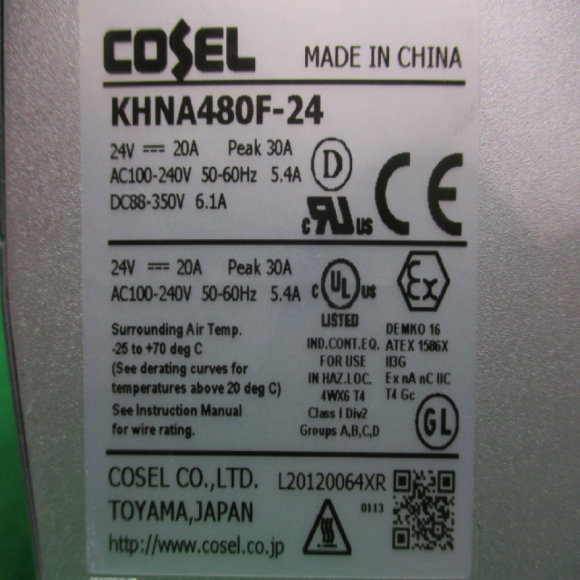 COSEL MADE IN CHINA
KHNA480F-24
24V 20A Peak 30A
AC100-240V 50-60Hz 5.4A
DC88-350V 6.1A
D
c RU us
CE
24V 20A Peak 30A
AC100-240V 50-60Hz 5.4A
c UL us
LISTED
Ex
Surrounding Air Temp.
-25 to +70 deg C
(See derating curves for
temperatures above 20 deg C)
See Instruction Manual
for wire rating.
IND.CONT.EQ.
FOR USE
IN HAZ.LOC.
4WX6 T4
Class I Div2
Groups A,B,C,D
DEMKO 16
ATEX 1586X
II3G
Ex nA nC IIC
T4 Gc
GL
COSEL CO.,LTD. L20120064XR
TOYAMA,JAPAN 0113
http://www.cosel.co.jp